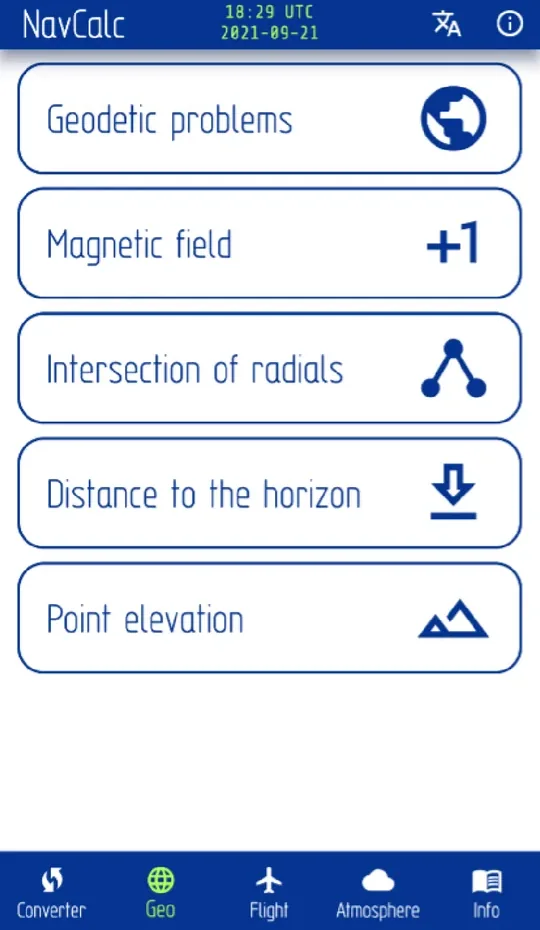 NavCalc
18:29 UTC
2021-09-21
Geodetic problems
Magnetic field
+1
Intersection of radials
Distance to the horizon
Point elevation
Converter
Geo
Flight
Atmosphere
Info